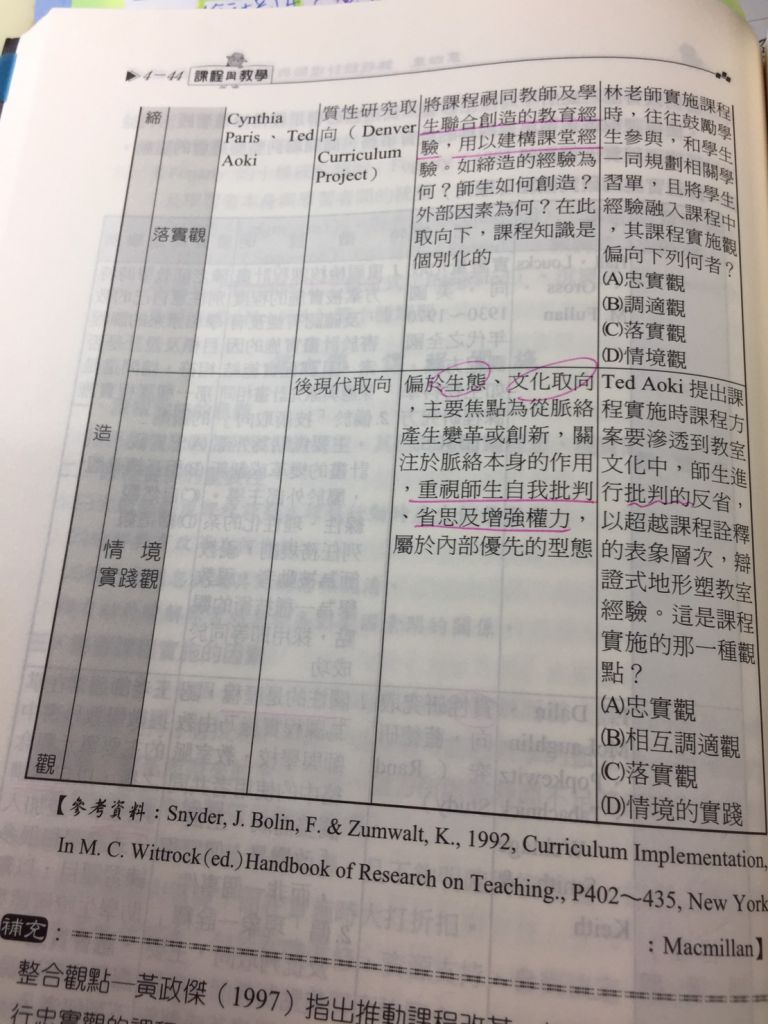 4－44 課程與教學
締造觀
落實觀
Cynthia
Paris、Ted
Aoki
質性研究取
向（Denver
Curriculum
Project）
將課程視同教師及學
生聯合創造的教育經
驗，用以建構課堂經
驗。如締造的經驗為
何？師生如何創造？
外部因素為何？在此
取向下，課程知識是
個別化的
林老師實施課程
時，往往鼓勵學
生參與，和學生
一同規劃相關學
習單，且將學生
經驗融入課程中
，其課程實施觀
偏向下列何者？
(A)忠實觀
(B)調適觀
(C)落實觀
(D)情境觀
情境
實踐觀
後現代取向
偏於生態、文化取向
，主要焦點為從脈絡
產生變革或創新，關
注於脈絡本身的作用
，重視師生自我批判
、省思及增強權力，
屬於內部優先的型態
Ted Aoki 提出課
程實施時課程方
案要滲透到教室
文化中，師生進
行批判的反省，
以超越課程詮釋
的表象層次，辯
證式地形塑教室
經驗。這是課程
實施的那一種觀
點？
(A)忠實觀
(B)相互調適觀
(C)落實觀
(D)情境的實踐
【參考資料：Snyder, J. Bolin, F. & Zumwalt, K., 1992, Curriculum Implementation,
In M. C. Wittrock(ed.)Handbook of Research on Teaching., P402～435, New York
：Macmillan】
補充：
整合觀點—黃政傑（1997）指出推動課程改革
行忠實觀的課程